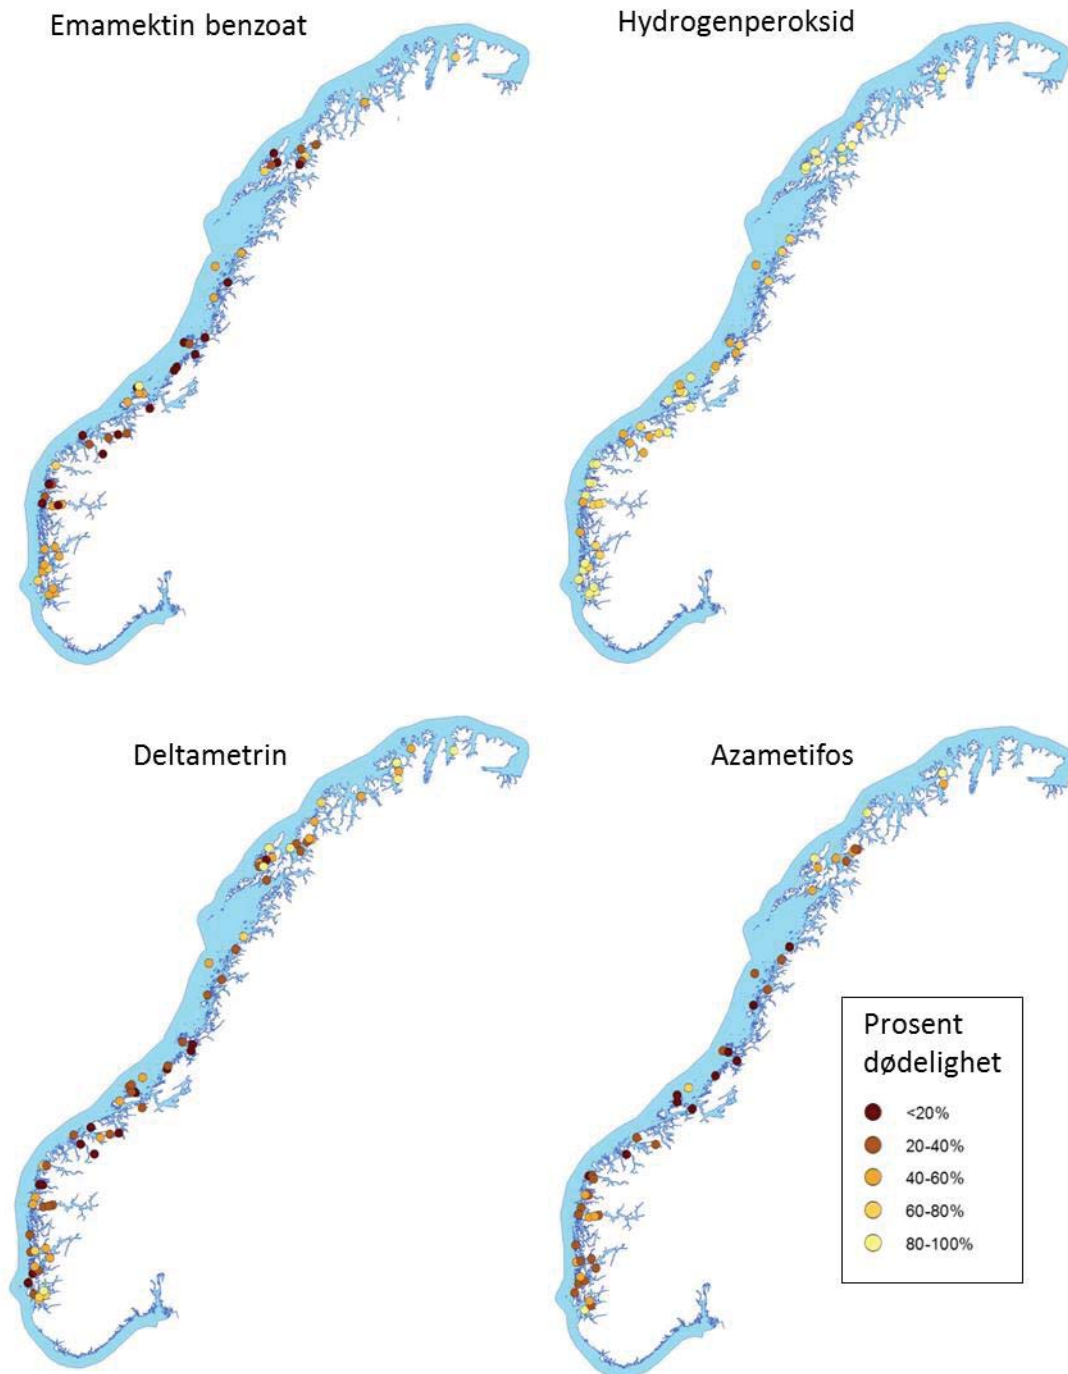 Emamektin benzoat
Hydrogenperoksid
Deltametrin
Azametifos
Prosent
dødelighet
<20%
20-40%
40-60%
60-80%
80-100%